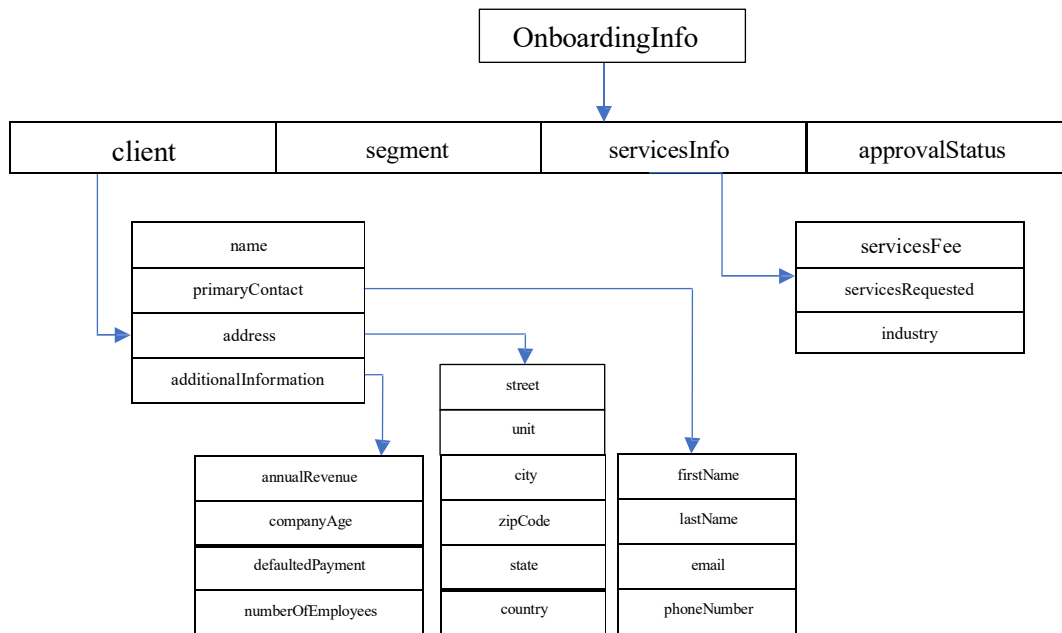 OnboardingInfo
client
segment
servicesInfo
approvalStatus
name
primaryContact
address
additionalInformation
servicesFee
servicesRequested
industry
street
unit
city
zipCode
state
country
annualRevenue
companyAge
defaultedPayment
numberOfEmployees
firstName
lastName
email
phoneNumber